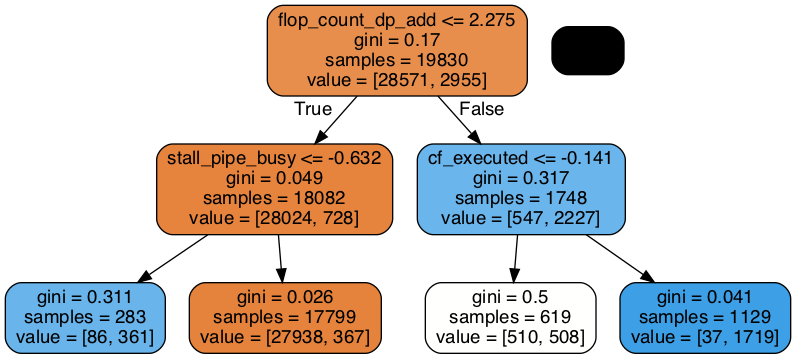 flop_count_dp_add <= 2.275
gini = 0.17
samples = 19830
value = [28571, 2955]
True
False
stall_pipe_busy <= -0.632
gini = 0.049
samples = 18082
value = [28024, 728]
cf_executed <= -0.141
gini = 0.317
samples = 1748
value = [547, 2227]
gini = 0.311
samples = 283
value = [86, 361]
gini = 0.026
samples = 17799
value = [27938, 367]
gini = 0.5
samples = 619
value = [510, 508]
gini = 0.041
samples = 1129
value = [37, 1719]